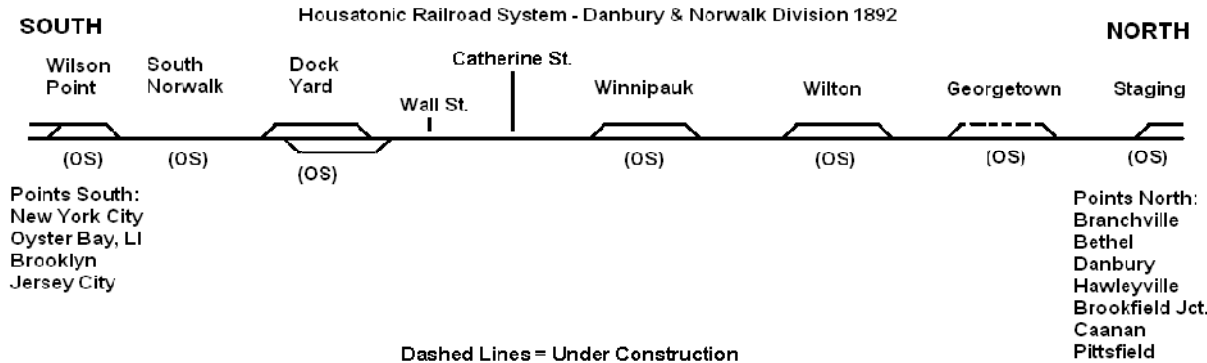 Housatonic Railroad System - Danbury & Norwalk Division 1892
SOUTH
NORTH
Wilson
Point
South
Norwalk
Dock
Yard
Wall St.
Catherine St.
Winnipauk
Wilton
Georgetown
Staging
(OS)
(OS)
(OS)
(OS)
(OS)
(OS)
(OS)
Points South:
New York City
Oyster Bay, LI
Brooklyn
Jersey City
Points North:
Branchville
Bethel
Danbury
Hawleyville
Brookfield Jct.
Caanan
Pittsfield
Dashed Lines = Under Construction